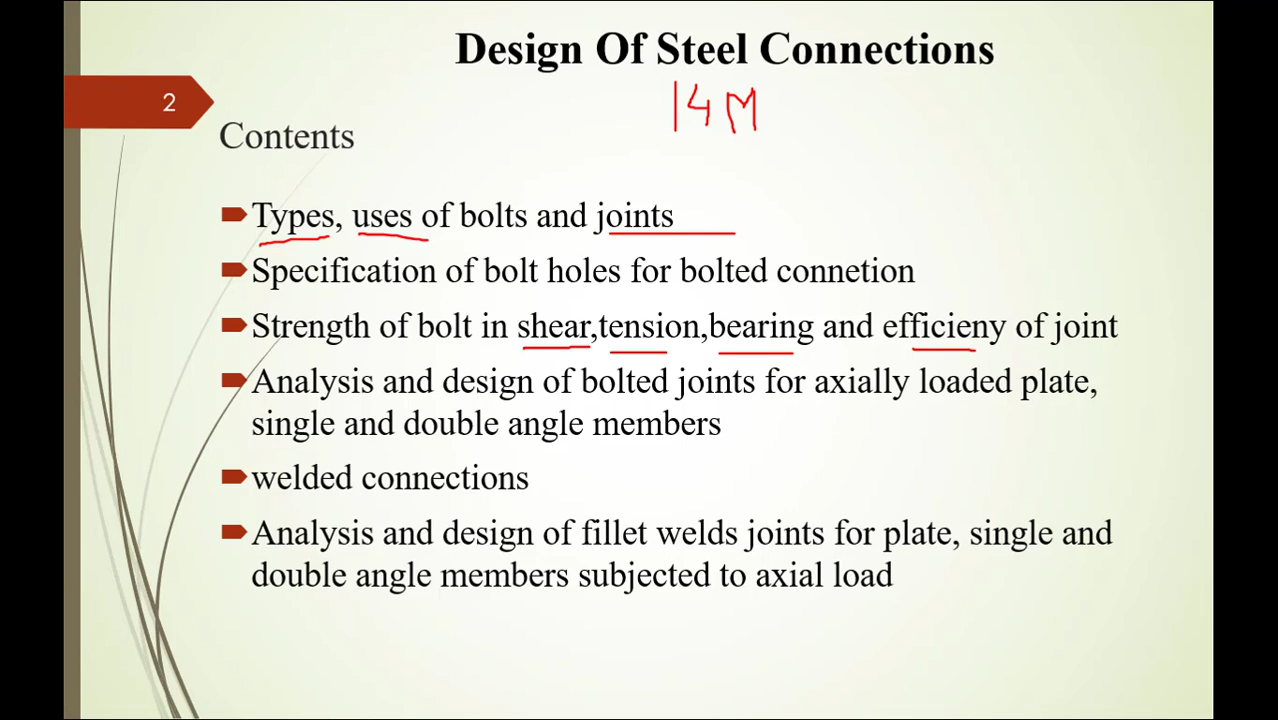 Design Of Steel Connections
14 M
2
Contents
Types, uses of bolts and joints
Specification of bolt holes for bolted connetion
Strength of bolt in shear,tension,bearing and efficieny of joint
Analysis and design of bolted joints for axially loaded plate,
single and double angle members
welded connections
Analysis and design of fillet welds joints for plate, single and
double angle members subjected to axial load